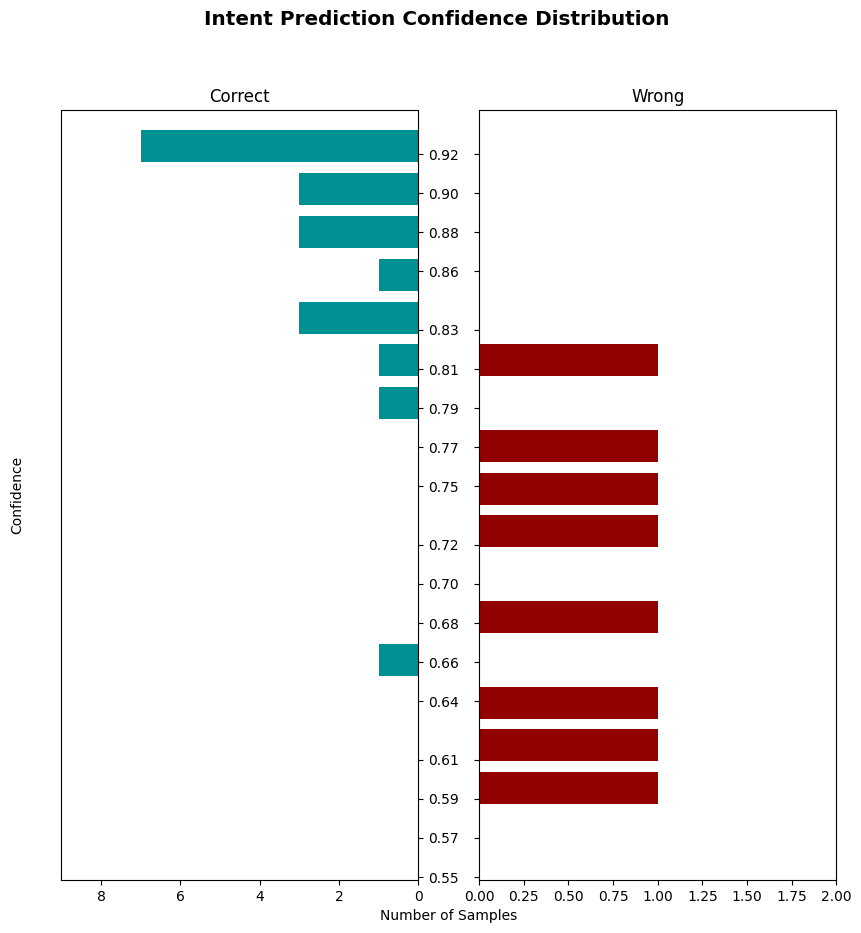 Intent Prediction Confidence Distribution
Correct
Wrong
0.92
0.90
0.88
0.86
0.83
0.81
0.79
0.77
0.75
0.72
0.70
0.68
0.66
0.64
0.61
0.59
0.57
0.55
Confidence
8 6 4 2 0
0.00 0.25 0.50 0.75 1.00 1.25 1.50 1.75 2.00
Number of Samples